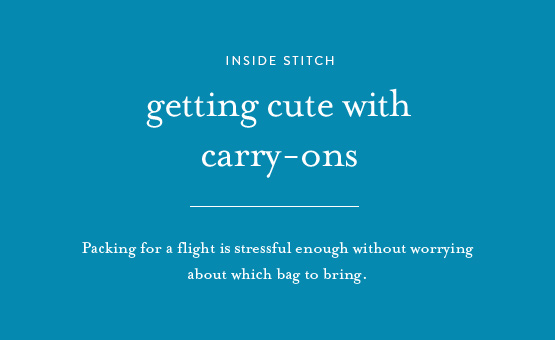 INSIDE STITCH
getting cute with
carry-ons
Packing for a flight is stressful enough without worrying
about which bag to bring.